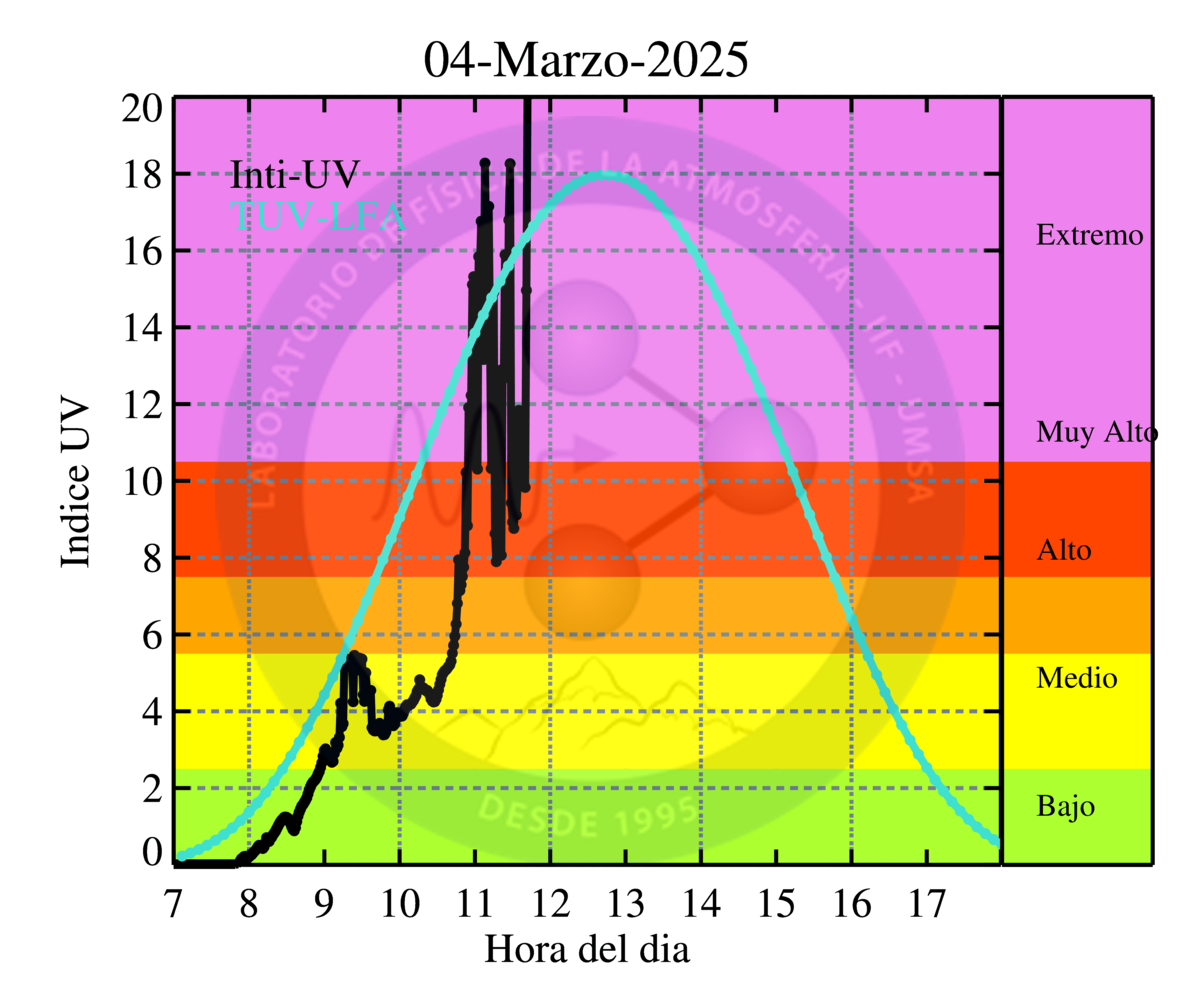 04-Marzo-2025
Indice UV
20
18
16
14
12
10
8
6
4
2
0
Inti-UV
TUV-LFA
LABORATORIO DE FÍSICA DE LA ATMÓSFERA - IIF - UMSA
DESDE 1995
Extremo
Muy Alto
Alto
Medio
Bajo
7 8 9 10 11 12 13 14 15 16 17
Hora del dia